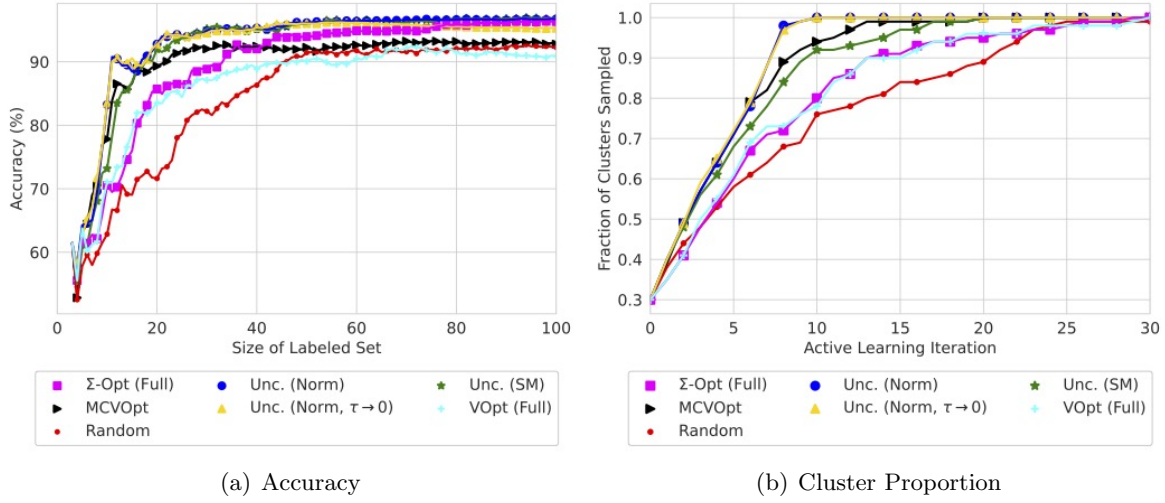 Accuracy (%)
90
80
70
60
0
20
40
60
80
100
Size of Labeled Set
Σ-Opt (Full)
Unc. (Norm)
Unc. (SM)
MCVOpt
Unc. (Norm, τ→0)
VOpt (Full)
Random
(a) Accuracy
Fraction of Clusters Sampled
1.0
0.9
0.8
0.7
0.6
0.5
0.4
0.3
0
5
10
15
20
25
30
Active Learning Iteration
Σ-Opt (Full)
Unc. (Norm)
Unc. (SM)
MCVOpt
Unc. (Norm, τ→0)
VOpt (Full)
Random
(b) Cluster Proportion